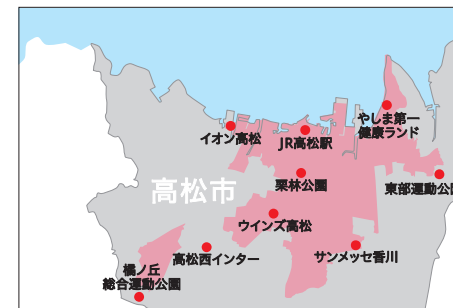 やしま第一
健康ランド
イオン高松
JR高松駅
栗林公園
東部運動公
高松市
ウインズ高松
サンメッセ香川
高松西インター
橘ノ丘
総合運動公園